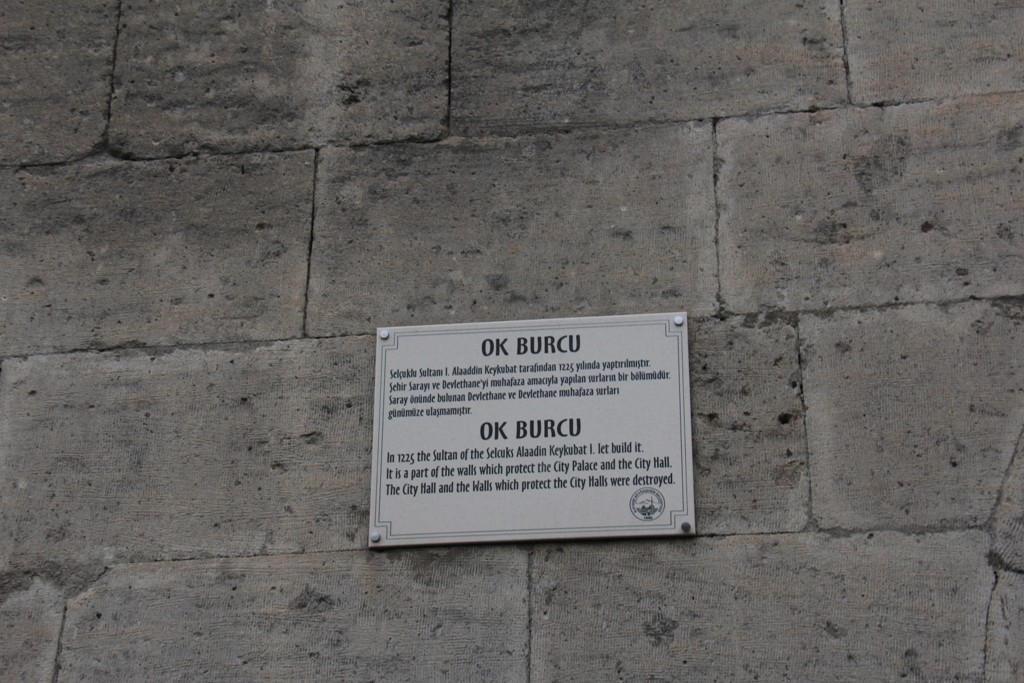 OK BURCU
Selçuklu Sultanı I. Alaaddin Keykubat tarafından 1225 yılında yaptırılmıştır.
Şehir Sarayı ve Devlethane'yi muhafaza amacıyla yapılan surların bir bölümüdür.
Saray önünde bulunan Devlethane ve Devlethane muhafaza surları
günümüze ulaşmamıştır.
OK BURCU
In 1225 the Sultan of the Selcuks Alaadin Keykubat I. let build it.
It is a part of the walls which protect the City Palace and the City Hall.
The City Hall and the Walls which protect the City Halls were destroyed.